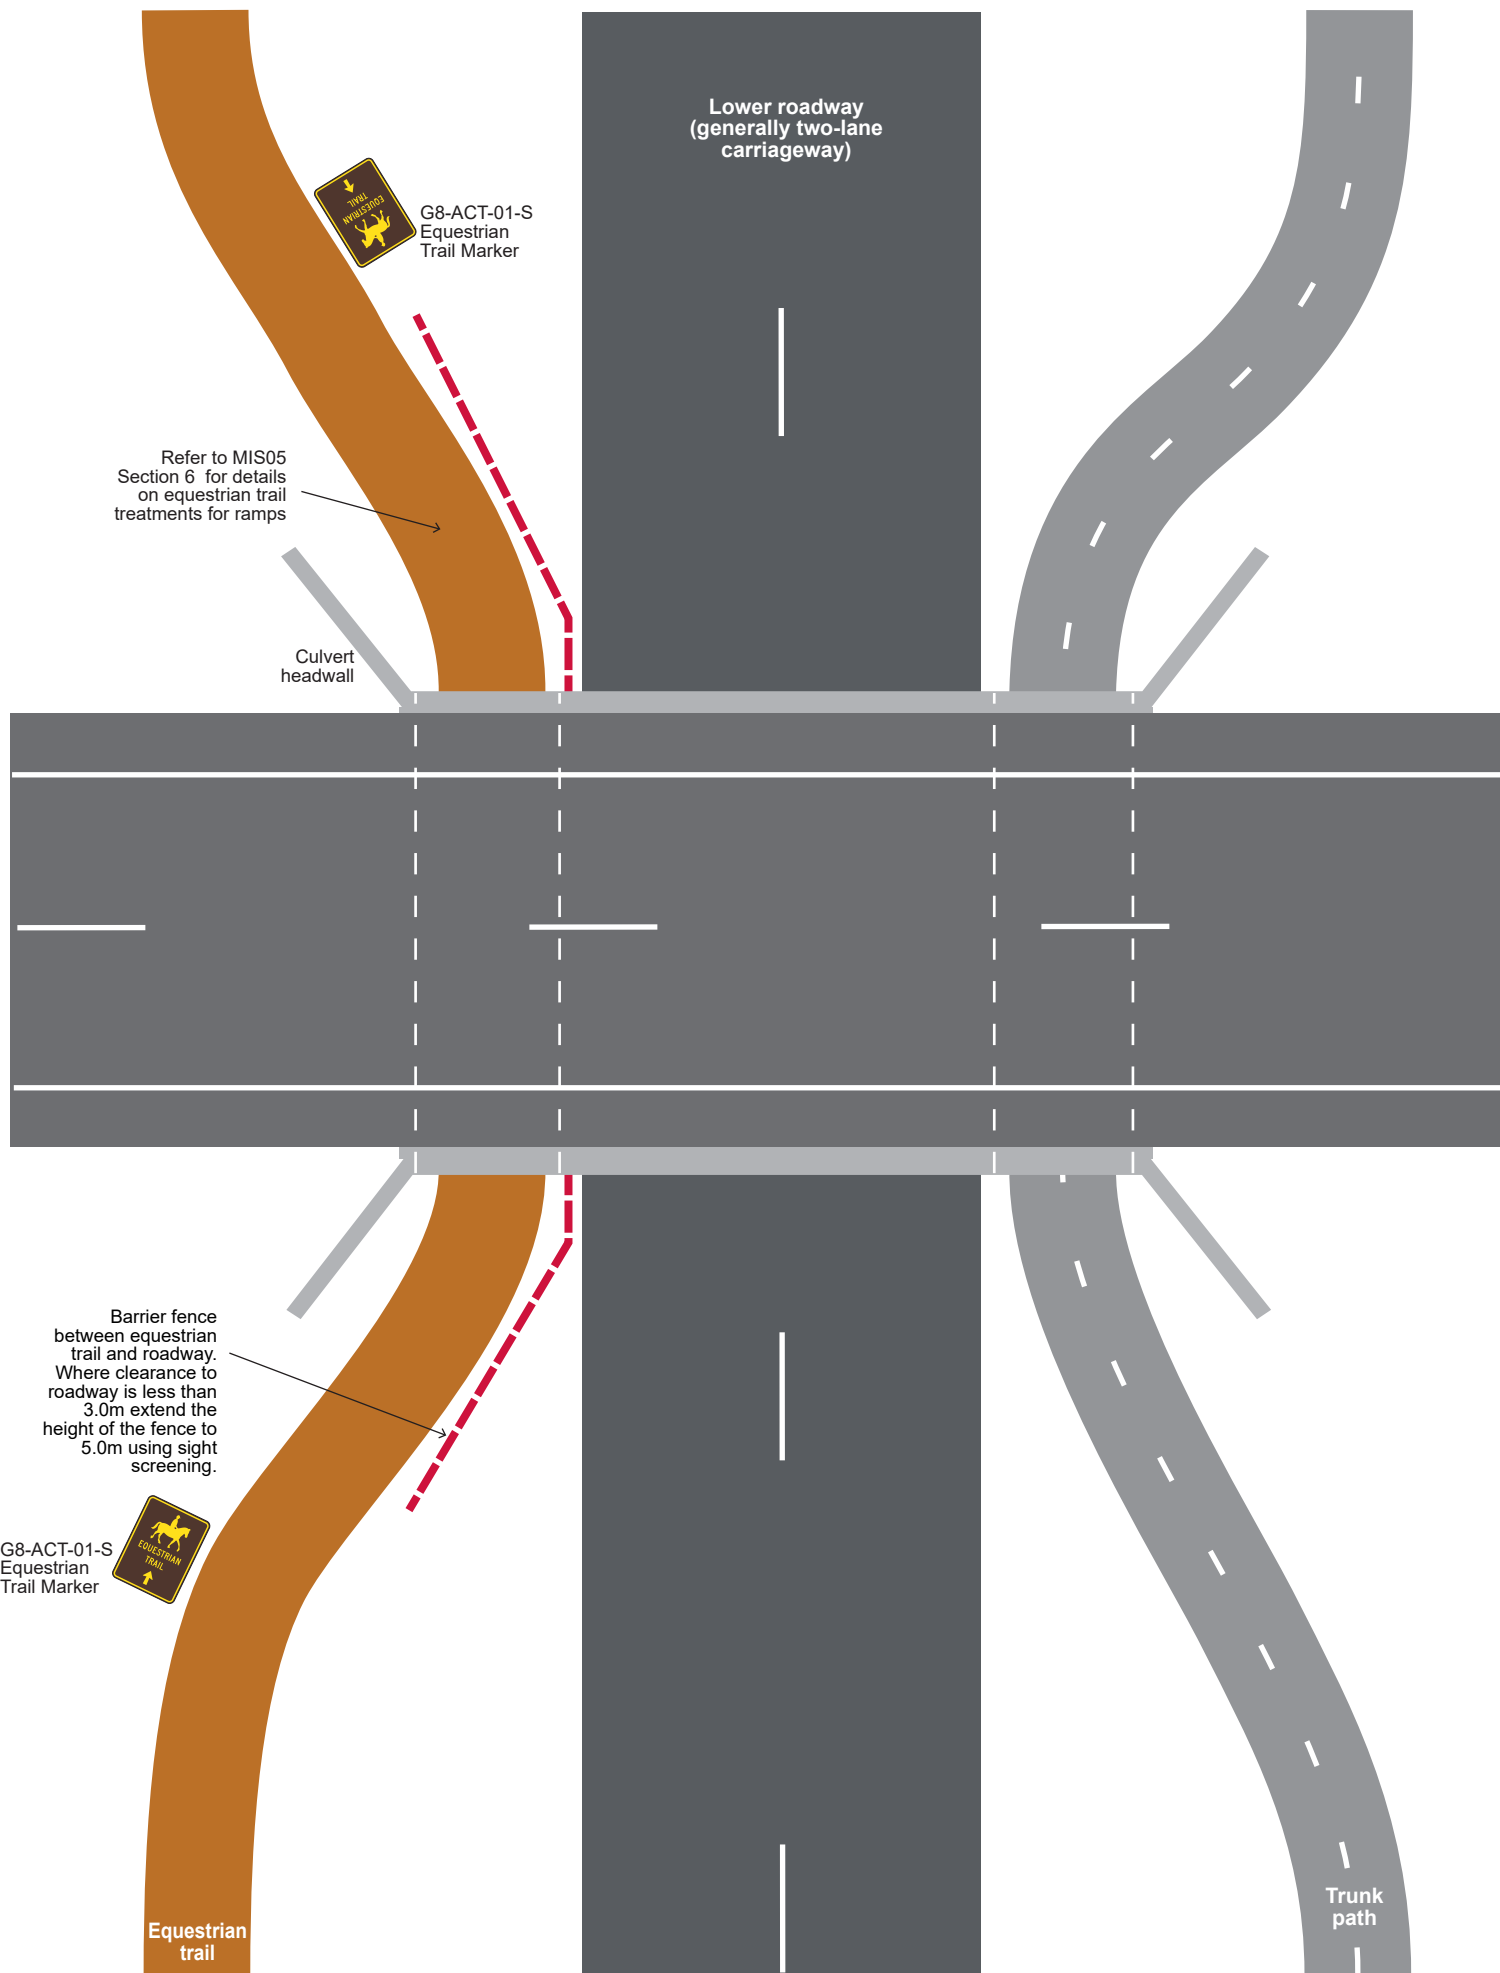 Lower roadway
(generally two-lane
carriageway)
EQUESTRIAN
TRAIL
G8-ACT-01-S
Equestrian
Trail Marker
Refer to MIS05
Section 6 for details
on equestrian trail
treatments for ramps
Culvert
headwall
Barrier fence
between equestrian
trail and roadway.
Where clearance to
roadway is less than
3.0m extend the
height of the fence to
5.0m using sight
screening.
G8-ACT-01-S
Equestrian
Trail Marker
EQUESTRIAN
TRAIL
Equestrian
trail
Trunk
path